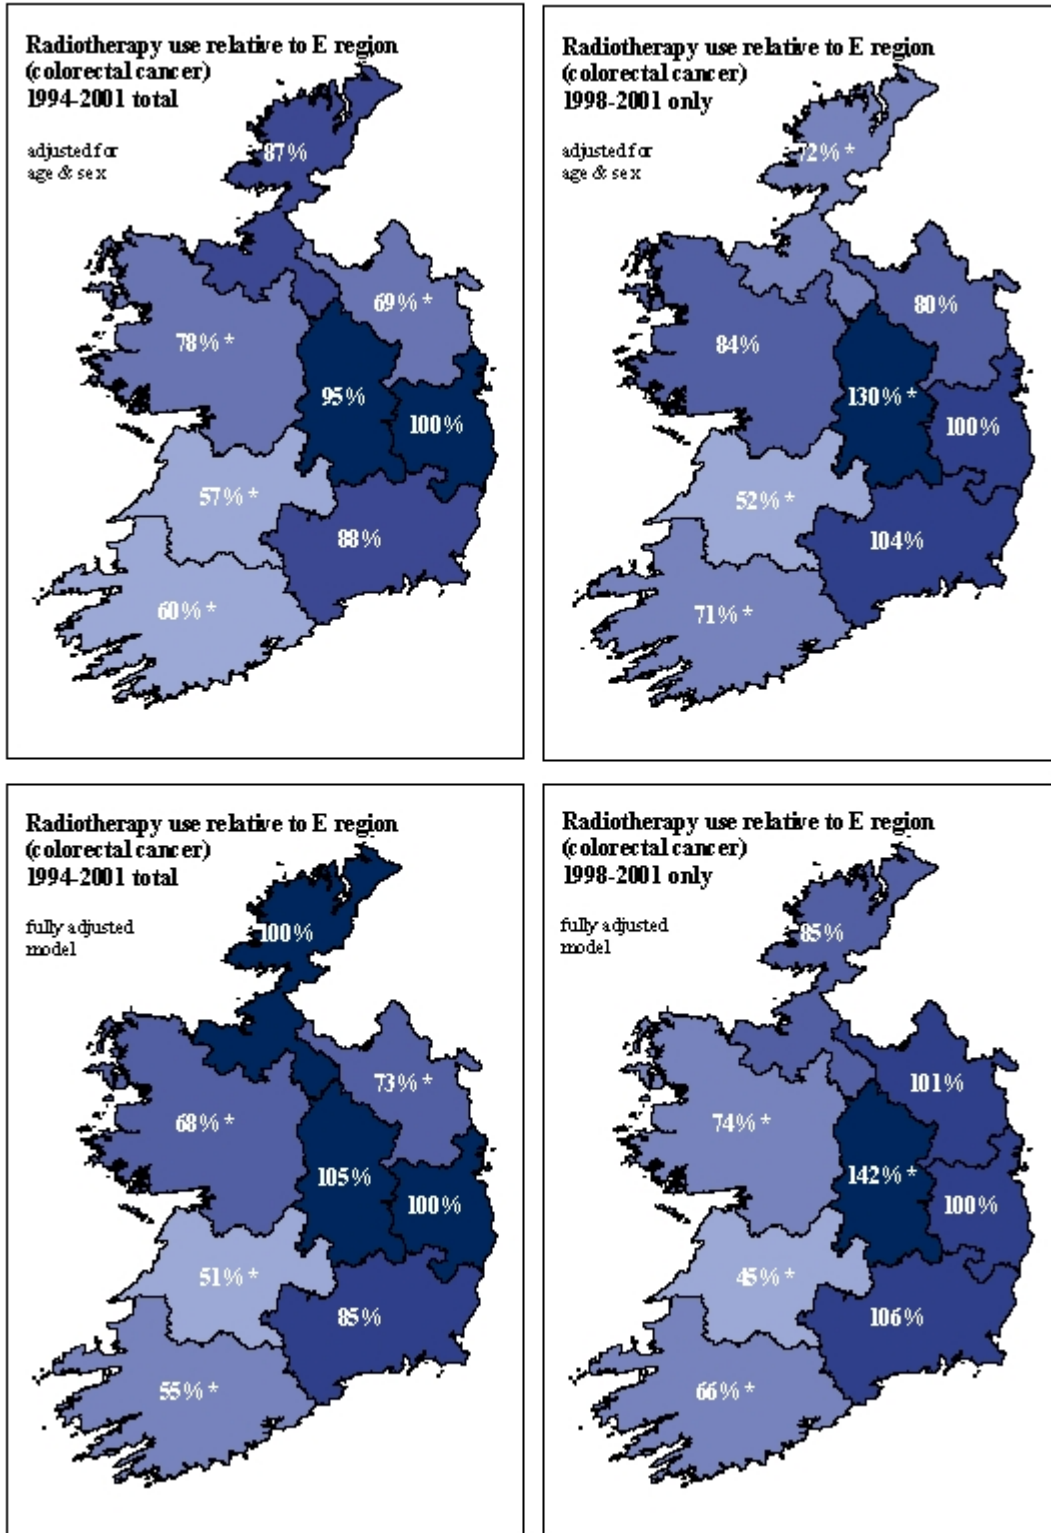 Radiotherapy use relative to E region
(colorectal cancer)
1994-2001 total
adjusted for
age & sex
87%
69% *
78% *
95%
100%
57% *
88%
60% *
Radiotherapy use relative to E region
(colorectal cancer)
1998-2001 only
adjusted for
age & sex
72% *
80%
84%
130% *
100%
52% *
104%
71% *
Radiotherapy use relative to E region
(colorectal cancer)
1994-2001 total
fully adjusted
model
100%
73% *
68% *
105%
100%
51% *
85%
55% *
Radiotherapy use relative to E region
(colorectal cancer)
1998-2001 only
fully adjusted
model
85%
101%
74% *
142% *
100%
45% *
106%
66% *